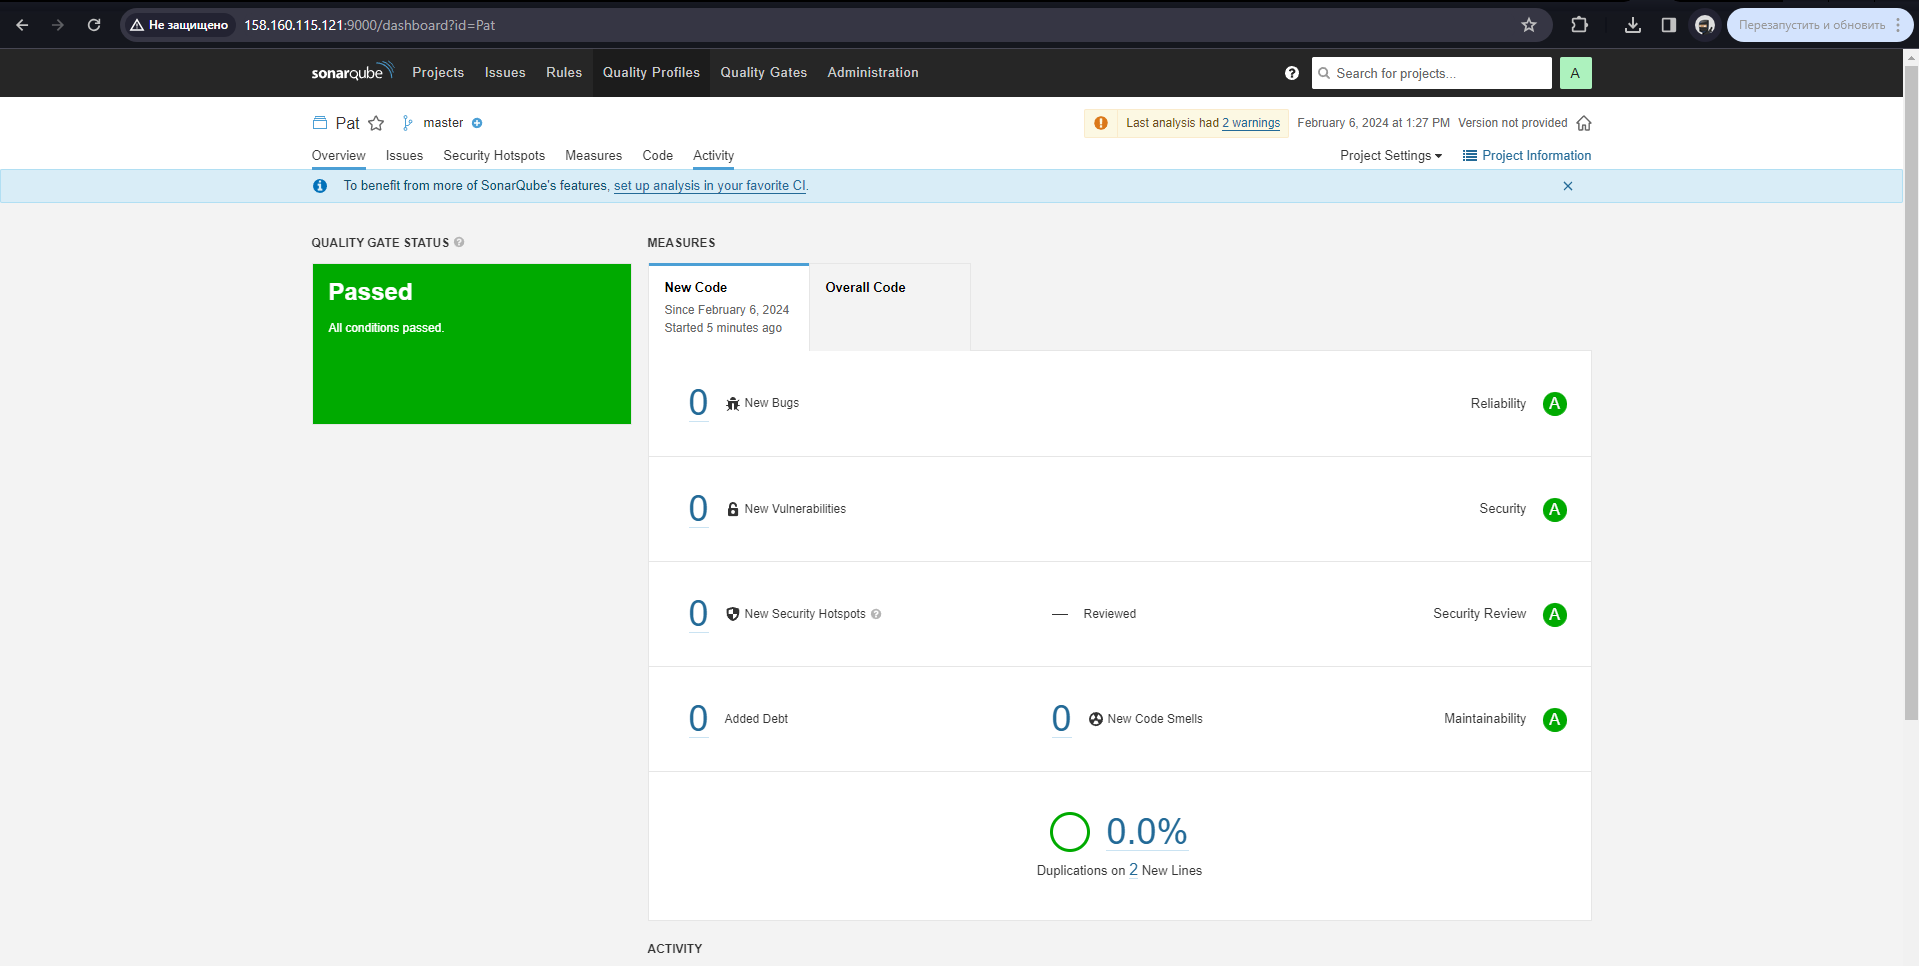 Не защищено
158.160.115.121:9000/dashboard?id=Pat
Перезапустить и обновить
sonarqube
Projects
Issues
Rules
Quality Profiles
Quality Gates
Administration
Search for projects...
A
Pat
master
Last analysis had 2 warnings
February 6, 2024 at 1:27 PM
Version not provided
Overview
Issues
Security Hotspots
Measures
Code
Activity
Project Settings
Project Information
To benefit from more of SonarQube's features, set up analysis in your favorite CI.
QUALITY GATE STATUS
MEASURES
Passed
All conditions passed.
New Code
Since February 6, 2024
Started 5 minutes ago
Overall Code
0 New Bugs
Reliability A
0 New Vulnerabilities
Security A
0 New Security Hotspots ?
— Reviewed
Security Review A
0 Added Debt
0 New Code Smells
Maintainability A
0.0%
Duplications on 2 New Lines
ACTIVITY